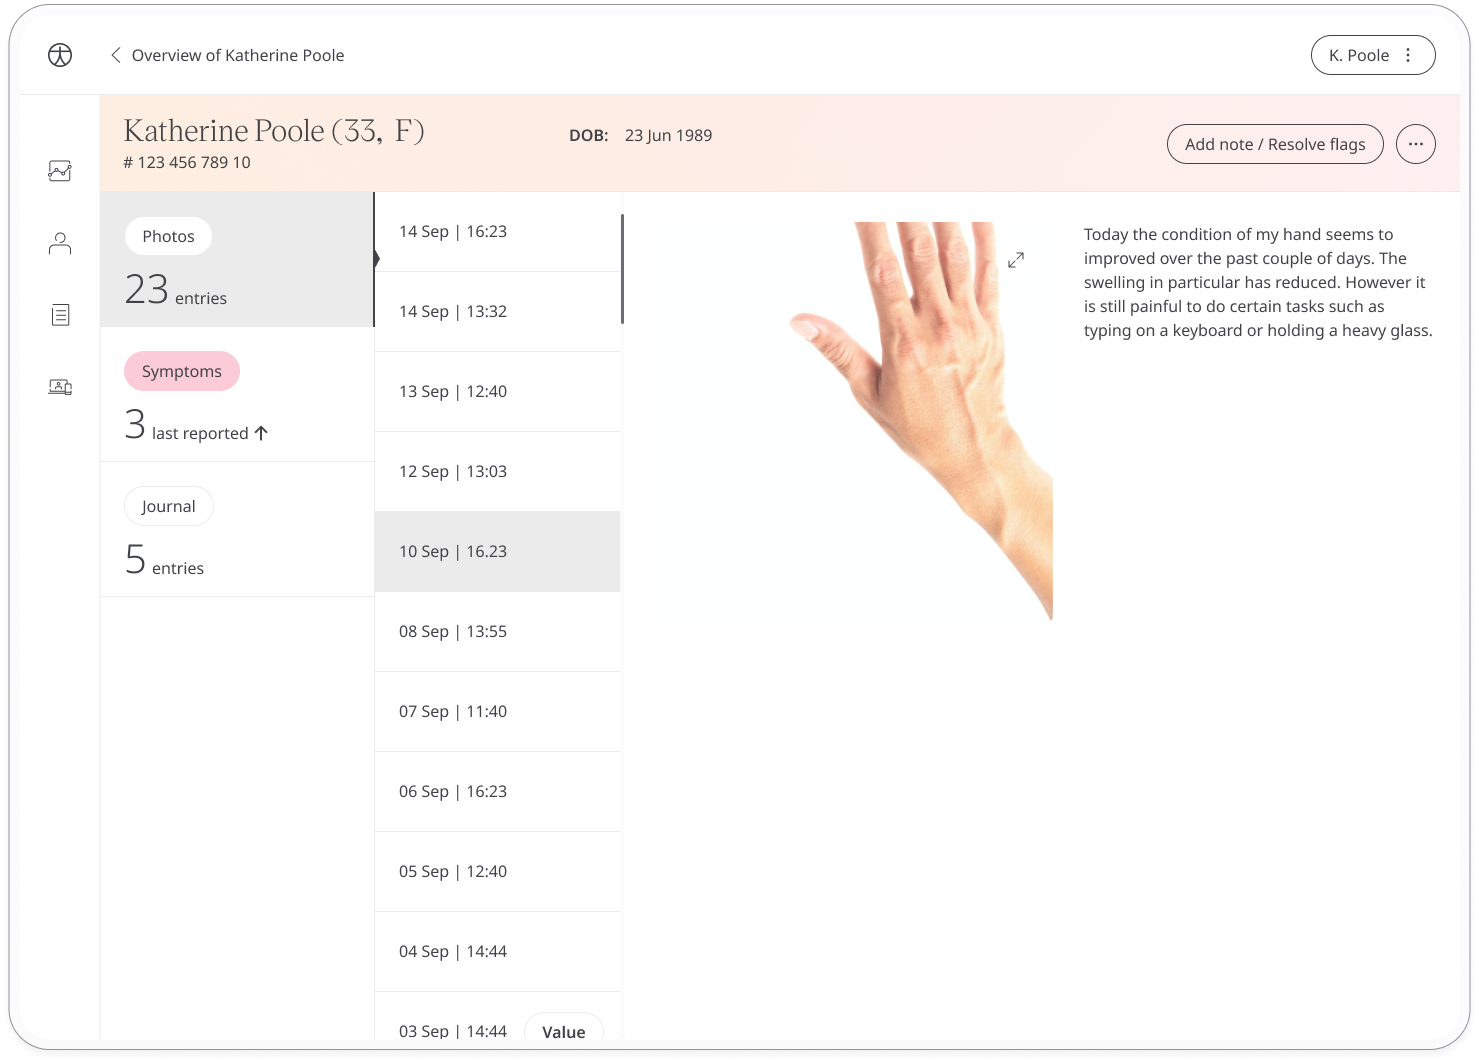 Overview of Katherine Poole
K. Poole
Katherine Poole (33, F)
# 123 456 789 10
DOB: 23 Jun 1989
Add note / Resolve flags
Photos
23 entries
Symptoms
3 last reported
Journal
5 entries
14 Sep | 16:23
14 Sep | 13:32
13 Sep | 12:40
12 Sep | 13:03
10 Sep | 16.23
08 Sep | 13:55
07 Sep | 11:40
06 Sep | 16:23
05 Sep | 12:40
04 Sep | 14:44
03 Sep | 14:44
Value
Today the condition of my hand seems to
improved over the past couple of days. The
swelling in particular has reduced. However it
is still painful to do certain tasks such as
typing on a keyboard or holding a heavy glass.